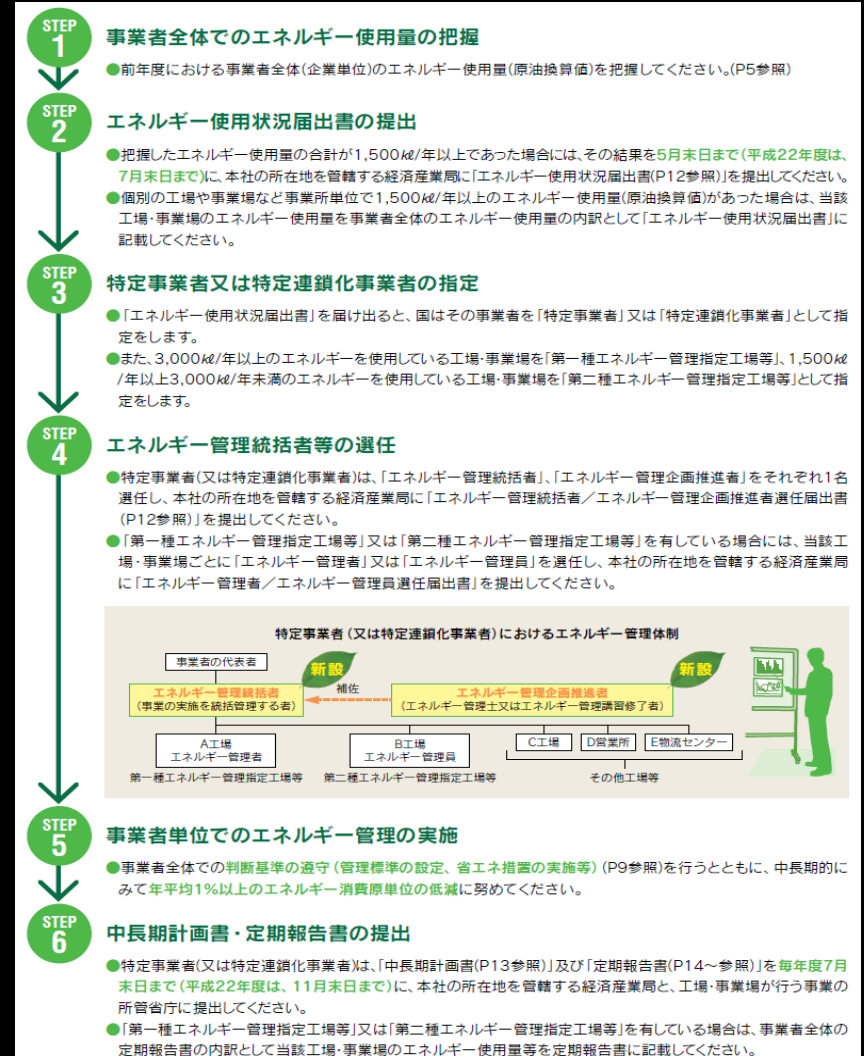 STEP
1
事業者全体でのエネルギー使用量の把握
●前年度における事業者全体(企業単位)のエネルギー使用量(原油換算値)を把握してください。(P5参照)
STEP
2
エネルギー使用状況届出書の提出
●把握したエネルギー使用量の合計が1,500㎘/年以上であった場合には、その結果を5月末日まで(平成22年度は、
7月末日まで)に、本社の所在地を管轄する経済産業局に「エネルギー使用状況届出書(P12参照)」を提出してください。
●個別の工場や事業場など事業所単位で1,500㎘/年以上のエネルギー使用量(原油換算値)があった場合は、当該
工場・事業場のエネルギー使用量を事業者全体のエネルギー使用量の内訳として「エネルギー使用状況届出書」に
記載してください。
STEP
3
特定事業者又は特定連鎖化事業者の指定
●「エネルギー使用状況届出書」を届け出ると、国はその事業者を「特定事業者」又は「特定連鎖化事業者」として指
定をします。
●また、3,000㎘/年以上のエネルギーを使用している工場・事業場を「第一種エネルギー管理指定工場等」、1,500㎘
/年以上3,000㎘/年未満のエネルギーを使用している工場・事業場を「第二種エネルギー管理指定工場等」として指
定をします。
STEP
4
エネルギー管理統括者等の選任
●特定事業者(又は特定連鎖化事業者)は、「エネルギー管理統括者」、「エネルギー管理企画推進者」をそれぞれ1名
選任し、本社の所在地を管轄する経済産業局に「エネルギー管理統括者／エネルギー管理企画推進者選任届出書
(P12参照)」を提出してください。
●「第一種エネルギー管理指定工場等」又は「第二種エネルギー管理指定工場等」を有している場合には、当該工
場・事業場ごとに「エネルギー管理者」又は「エネルギー管理員」を選任し、本社の所在地を管轄する経済産業局
に「エネルギー管理者／エネルギー管理員選任届出書」を提出してください。
特定事業者(又は特定連鎖化事業者)におけるエネルギー管理体制
事業者の代表者
新設
新設
エネルギー管理統括者
(事業の実施を統括管理する者)
補佐
エネルギー管理企画推進者
(エネルギー管理士又はエネルギー管理講習修了者)
A工場
エネルギー管理者
B工場
エネルギー管理員
C工場
D営業所
E物流センター
第一種エネルギー管理指定工場等
第二種エネルギー管理指定工場等
その他工場等
STEP
5
事業者単位でのエネルギー管理の実施
●事業者全体での判断基準の遵守(管理標準の設定、省エネ措置の実施等)(P9参照)を行うとともに、中長期的に
みて年平均1%以上のエネルギー消費原単位の低減に努めてください。
STEP
6
中長期計画書・定期報告書の提出
●特定事業者(又は特定連鎖化事業者)は、「中長期計画書(P13参照)」及び「定期報告書(P14～参照)」を毎年度7月
末日まで(平成22年度は、11月末日まで)に、本社の所在地を管轄する経済産業局と、工場・事業場が行う事業の
所管省庁に提出してください。
●「第一種エネルギー管理指定工場等」又は「第二種エネルギー管理指定工場等」を有している場合は、事業者全体の
定期報告書の内訳として当該工場・事業場のエネルギー使用量等を定期報告書に記載してください。